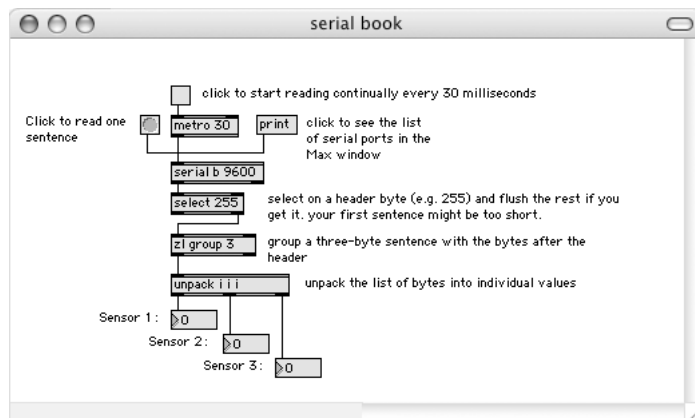 serial book
click to start reading continually every 30 milliseconds
Click to read one
sentence
metro 30
print
click to see the list
of serial ports in the
Max window
serial b 9600
select 255
select on a header byte (e.g. 255) and flush the rest if you
get it. your first sentence might be too short.
zl group 3
group a three-byte sentence with the bytes after the
header
unpack i i i
unpack the list of bytes into individual values
Sensor 1: 0
Sensor 2: 0
Sensor 3: 0